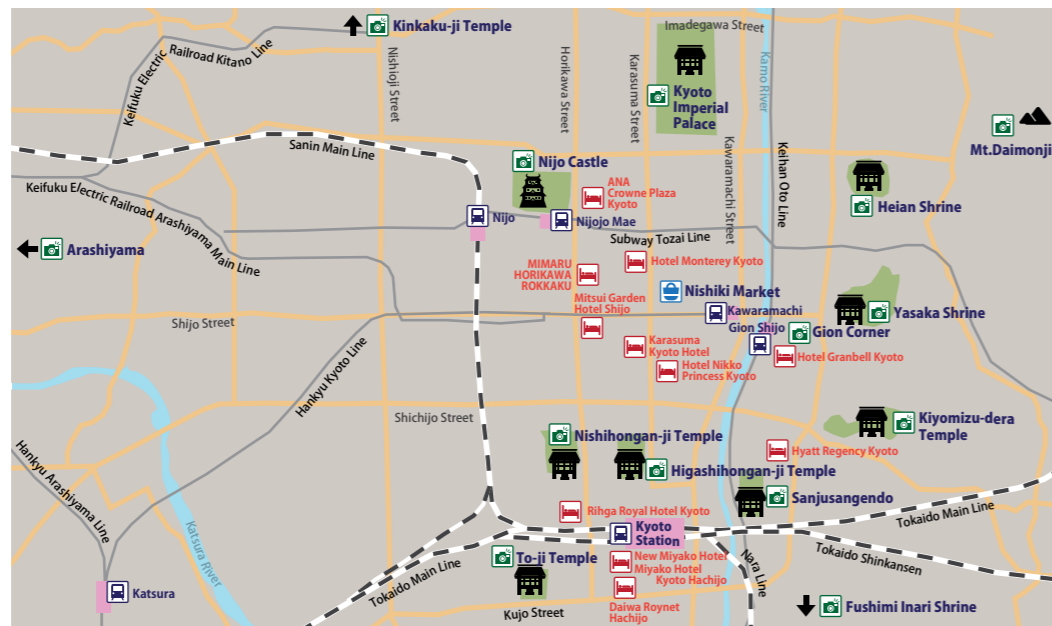 Kinkaku-ji Temple
Imadegawa Street
Keifuku Electric Railroad Kitano Line
Nishioji Street
Horikawa Street
Karasuma Street
Kyoto
Imperial
Palace
Kamo River
Kawaramachi Street
Keihan Oto Line
Mt.Daimonji
Sanin Main Line
Nijo Castle
ANA
Crowne Plaza
Kyoto
Heian Shrine
Keifuku Electric Railroad Arashiyama Main Line
Nijo
Nijojo Mae
Subway Tozai Line
Arashiyama
MIMARU
HORIKAWA
ROKKAKU
Hotel Monterey Kyoto
Mitsui Garden
Hotel Shijo
Nishiki Market
Kawaramachi
Gion Shijo
Yasaka Shrine
Gion Corner
Shijo Street
Karasuma
Kyoto Hotel
Hotel Nikko
Princess Kyoto
Hotel Granbell Kyoto
Hankyu Kyoto Line
Shichijo Street
Kiyomizu-dera
Temple
Nishihongan-ji Temple
Hyatt Regency Kyoto
Higashihongan-ji Temple
Hankyu Arashiyama Line
Sanjusangendo
Katsura River
Rihga Royal Hotel Kyoto
Kyoto
Station
Tokaido Main Line
Tokaido Shinkansen
To-ji Temple
New Miyako Hotel
Miyako Hotel
Kyoto Hachijo
Tokaido Main Line
Nara Line
Katsura
Daiwa Roynet
Hachijo
Kujo Street
Fushimi Inari Shrine